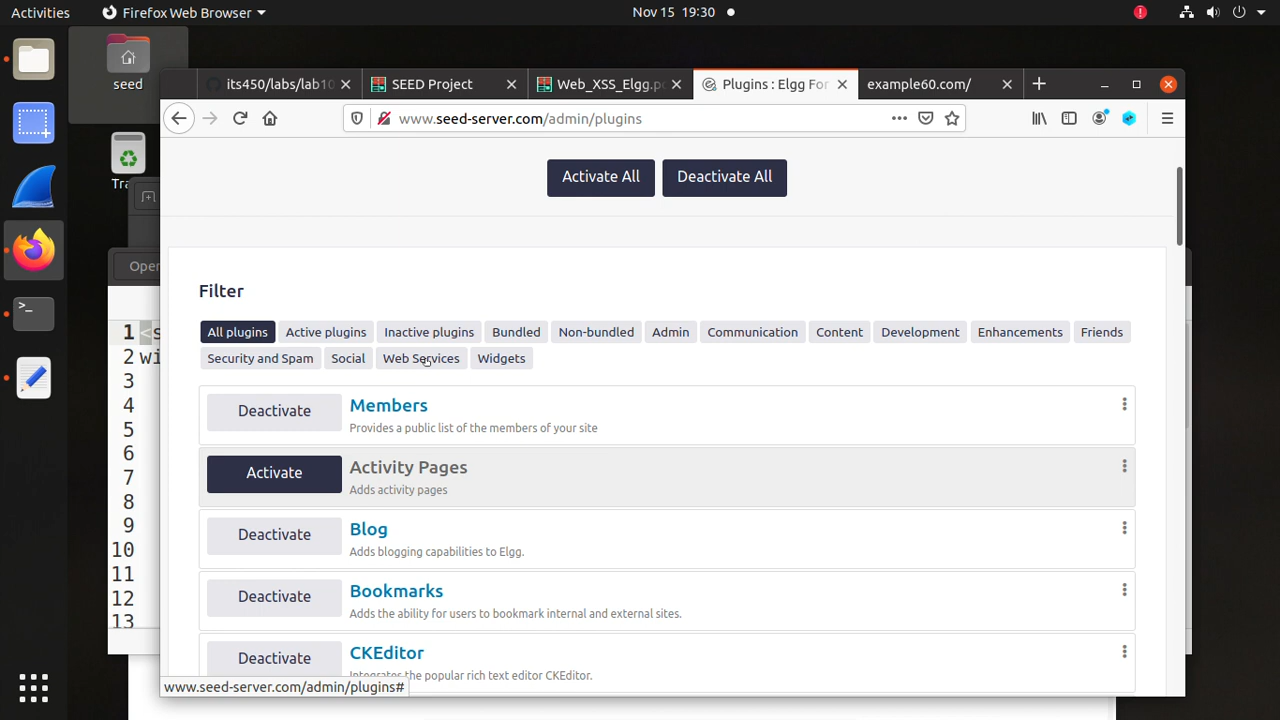 Activities
Firefox Web Browser
Nov 15 19:30
seed
its450/labs/lab10
SEED Project
Web_XSS_Elgg.pd
Plugins : Elgg For
example60.com/
www.seed-server.com/admin/plugins
Activate All
Deactivate All
Open
Filter
1 <s
2 wi
3
4
5
6
7
8
9
10
11
12
13
All plugins
Active plugins
Inactive plugins
Bundled
Non-bundled
Admin
Communication
Content
Development
Enhancements
Friends
Security and Spam
Social
Web Services
Widgets
Deactivate
Members
Provides a public list of the members of your site
Activate
Activity Pages
Adds activity pages
Deactivate
Blog
Adds blogging capabilities to Elgg.
Deactivate
Bookmarks
Adds the ability for users to bookmark internal and external sites.
Deactivate
CKEditor
Integrates the popular rich text editor CKEditor.
www.seed-server.com/admin/plugins#